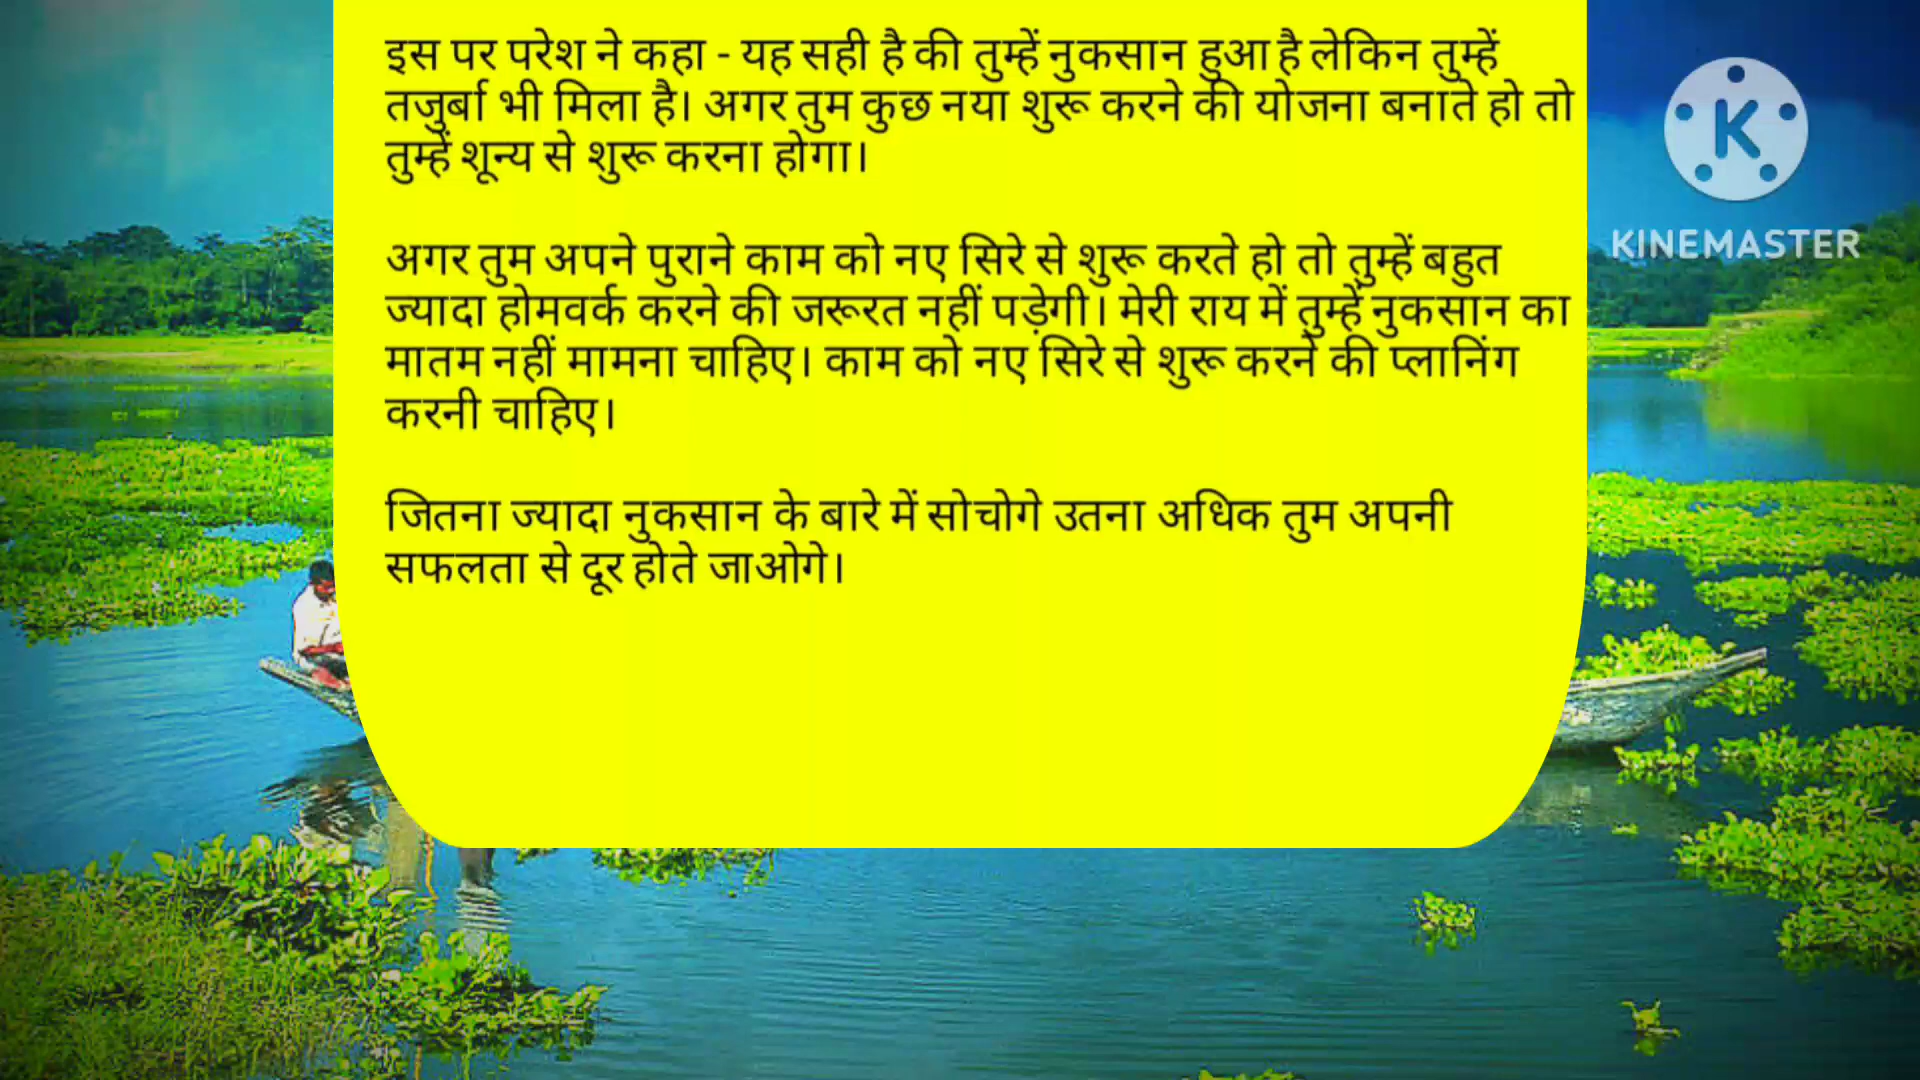 इस पर परेश ने कहा - यह सही है की तुम्हें नुकसान हुआ है लेकिन तुम्हें
तजुर्बा भी मिला है। अगर तुम कुछ नया शुरू करने की योजना बनाते हो तो
तुम्हें शून्य से शुरू करना होगा।
अगर तुम अपने पुराने काम को नए सिरे से शुरू करते हो तो तुम्हें बहुत
ज्यादा होमवर्क करने की जरूरत नहीं पड़ेगी। मेरी राय में तुम्हें नुकसान का
मातम नहीं मामना चाहिए। काम को नए सिरे से शुरू करने की प्लानिंग
करनी चाहिए।
जितना ज्यादा नुकसान के बारे में सोचोगे उतना अधिक तुम अपनी
सफलता से दूर होते जाओगे।
K
KINEMASTER